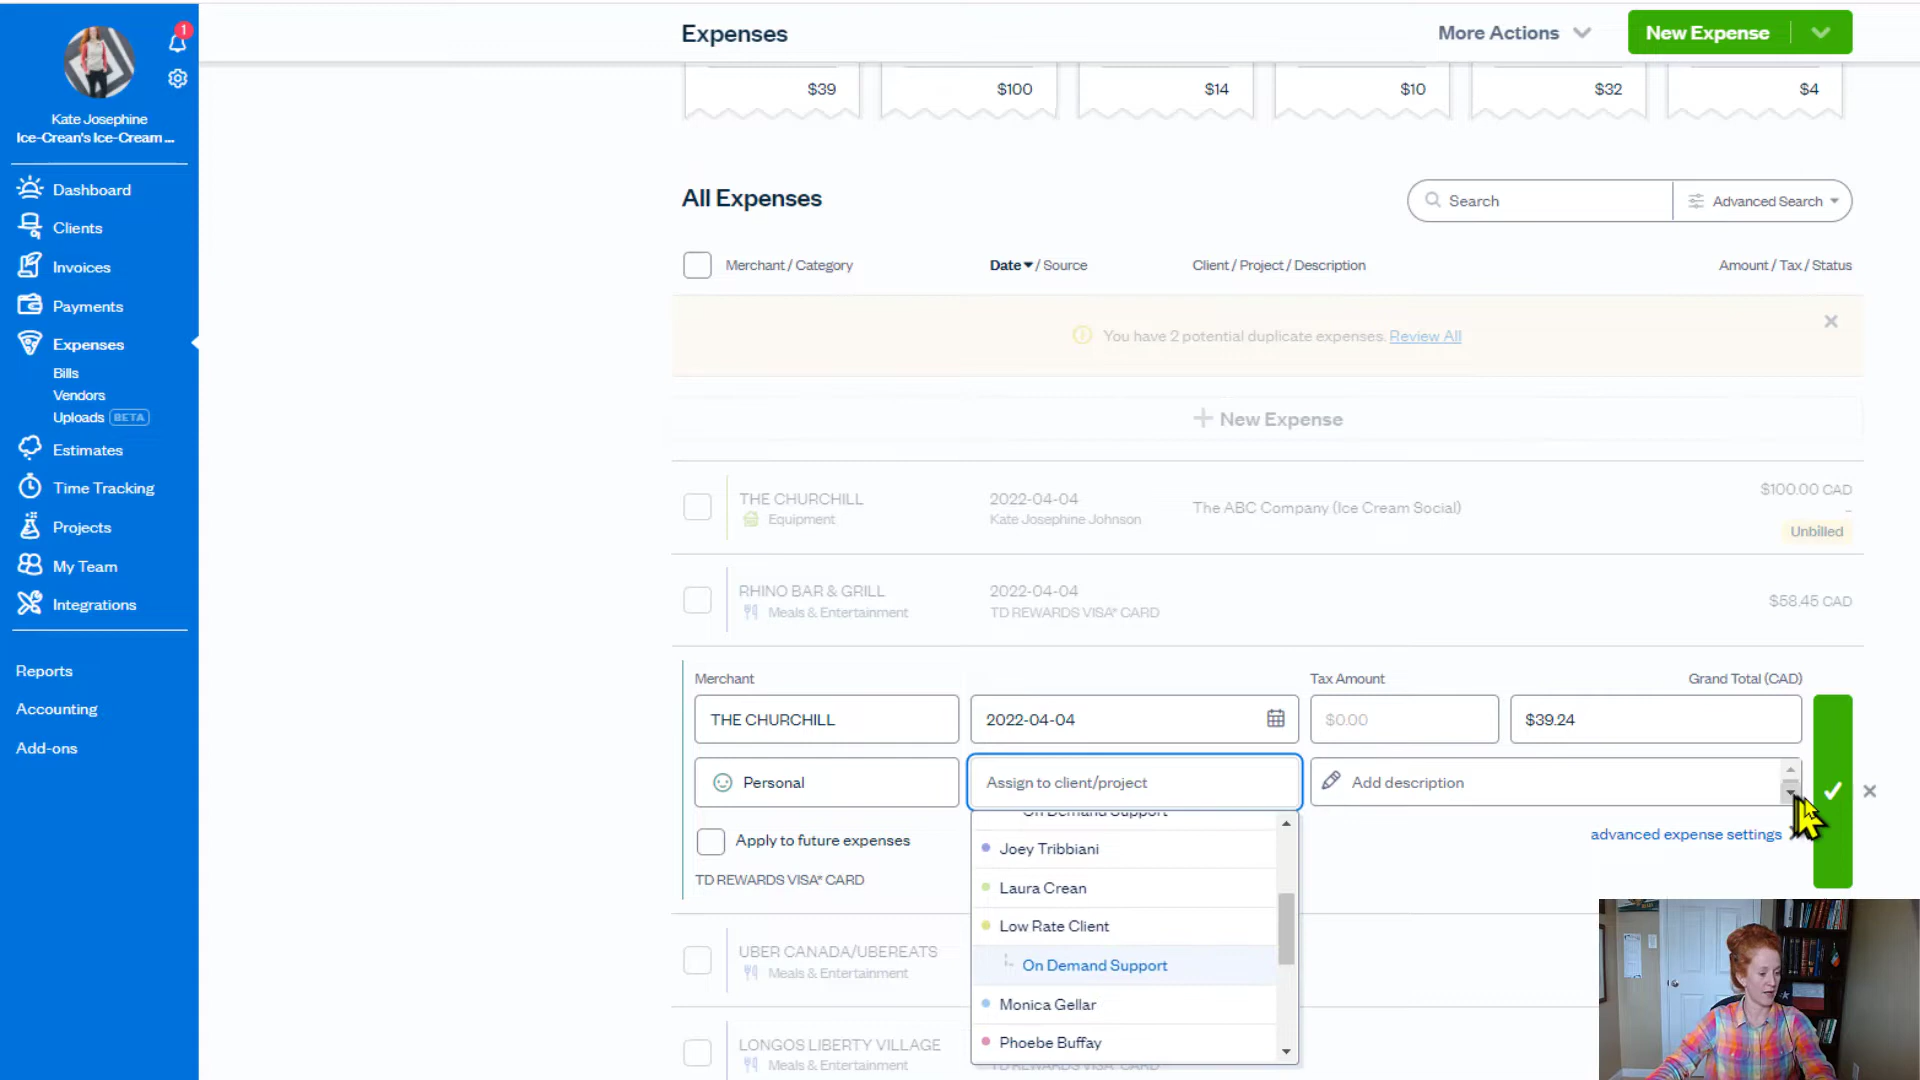 Expenses
More Actions
New Expense
1
Kate Josephine
Ice-Crean's Ice-Cream ...
Dashboard
Clients
Invoices
Payments
Expenses
Bills
Vendors
Uploads BETA
Estimates
Time Tracking
Projects
My Team
Integrations
Reports
Accounting
Add-ons
$39 $100 $14 $10 $32 $4
All Expenses
Search
Advanced Search
Merchant / Category Date / Source Client / Project / Description Amount / Tax / Status
You have 2 potential duplicate expenses. Review All
New Expense
THE CHURCHILL 2022-04-04 $100.00 CAD
Equipment Kate Josephine Johnson The ABC Company (Ice Cream Social) –
Unbilled
RHINO BAR & GRILL 2022-04-04 $58.45 CAD
Meals & Entertainment TD REWARDS VISA* CARD
Merchant Tax Amount Grand Total (CAD)
THE CHURCHILL 2022-04-04 $0.00 $39.24
Personal Assign to client/project Add description
Apply to future expenses advanced expense settings
TD REWARDS VISA* CARD
On Demand Support
Joey Tribbiani
Laura Crean
Low Rate Client
On Demand Support
Monica Gellar
Phoebe Buffay
UBER CANADA/UBEREATS
Meals & Entertainment
LONGOS LIBERTY VILLAGE
Meals & Entertainment TD REWARDS VISA* CARD